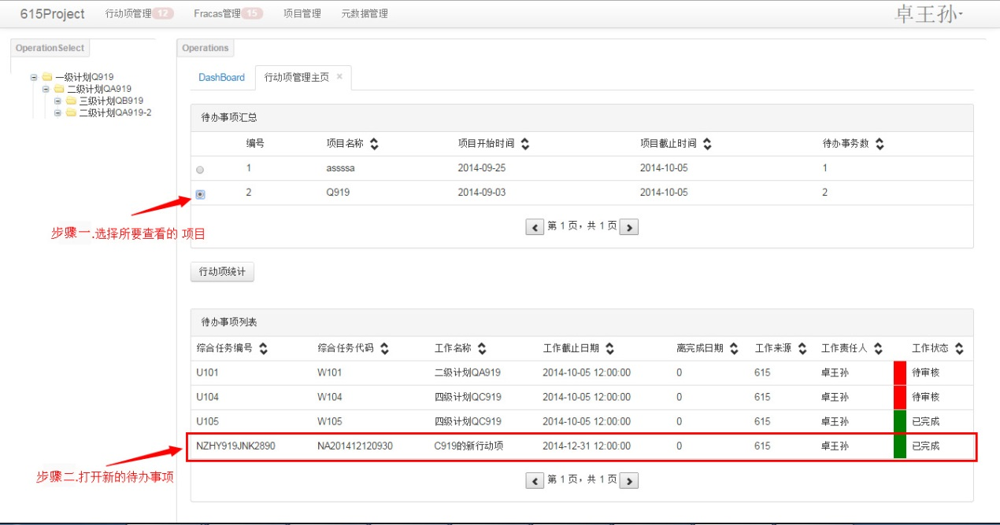 615Project 行动项管理 12 Fracas管理 15 项目管理 元数据管理 卓王孙
OperationSelect
一级计划Q919
二级计划QA919
三级计划QB919
二级计划QA919-2
Operations
DashBoard 行动项管理主页 ×
待办事项汇总
编号 项目名称 项目开始时间 项目截止时间 待办事务数
1 assssa 2014-09-25 2014-10-05 1
2 Q919 2014-09-03 2014-10-05 2
步骤一.选择所要查看的 项目
第 1 页，共 1 页
行动项统计
待办事项列表
综合任务编号 综合任务代码 工作名称 工作截止日期 离完成日期 工作来源 工作责任人 工作状态
U101 W101 二级计划QA919 2014-10-05 12:00:00 0 615 卓王孙 待审核
U104 W104 四级计划QC919 2014-10-05 12:00:00 0 615 卓王孙 待审核
U105 W105 四级计划QC919 2014-10-05 12:00:00 0 615 卓王孙 已完成
NZHY919JNK2890 NA201412120930 C919的新行动项 2014-12-31 12:00:00 0 615 卓王孙 已完成
步骤二.打开新的待办事项
第 1 页，共 1 页